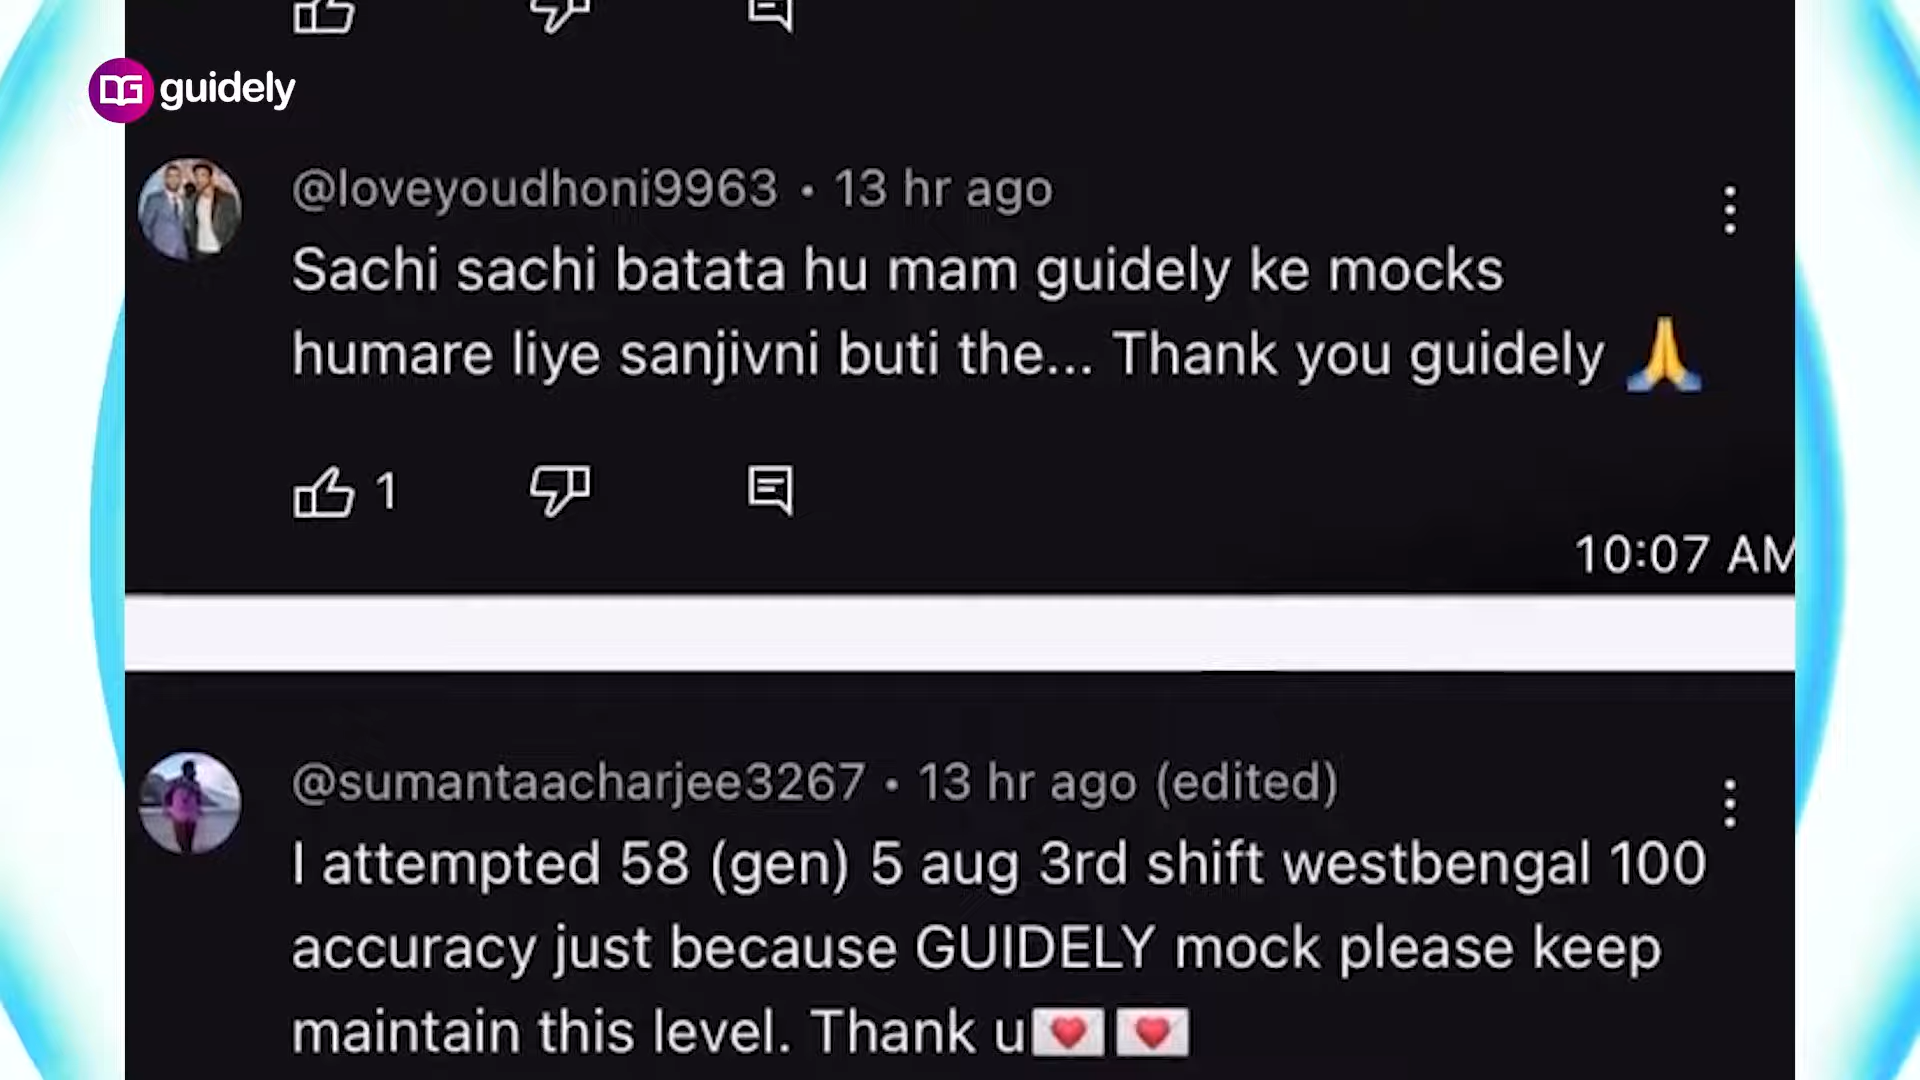 guidely
@loveyoudhoni9963 • 13 hr ago
Sachi sachi batata hu mam guidely ke mocks
humare liye sanjivni buti the... Thank you guidely 🙏
1
10:07 AM
@sumantaacharjee3267 • 13 hr ago (edited)
I attempted 58 (gen) 5 aug 3rd shift westbengal 100
accuracy just because GUIDELY mock please keep
maintain this level. Thank u💌💌